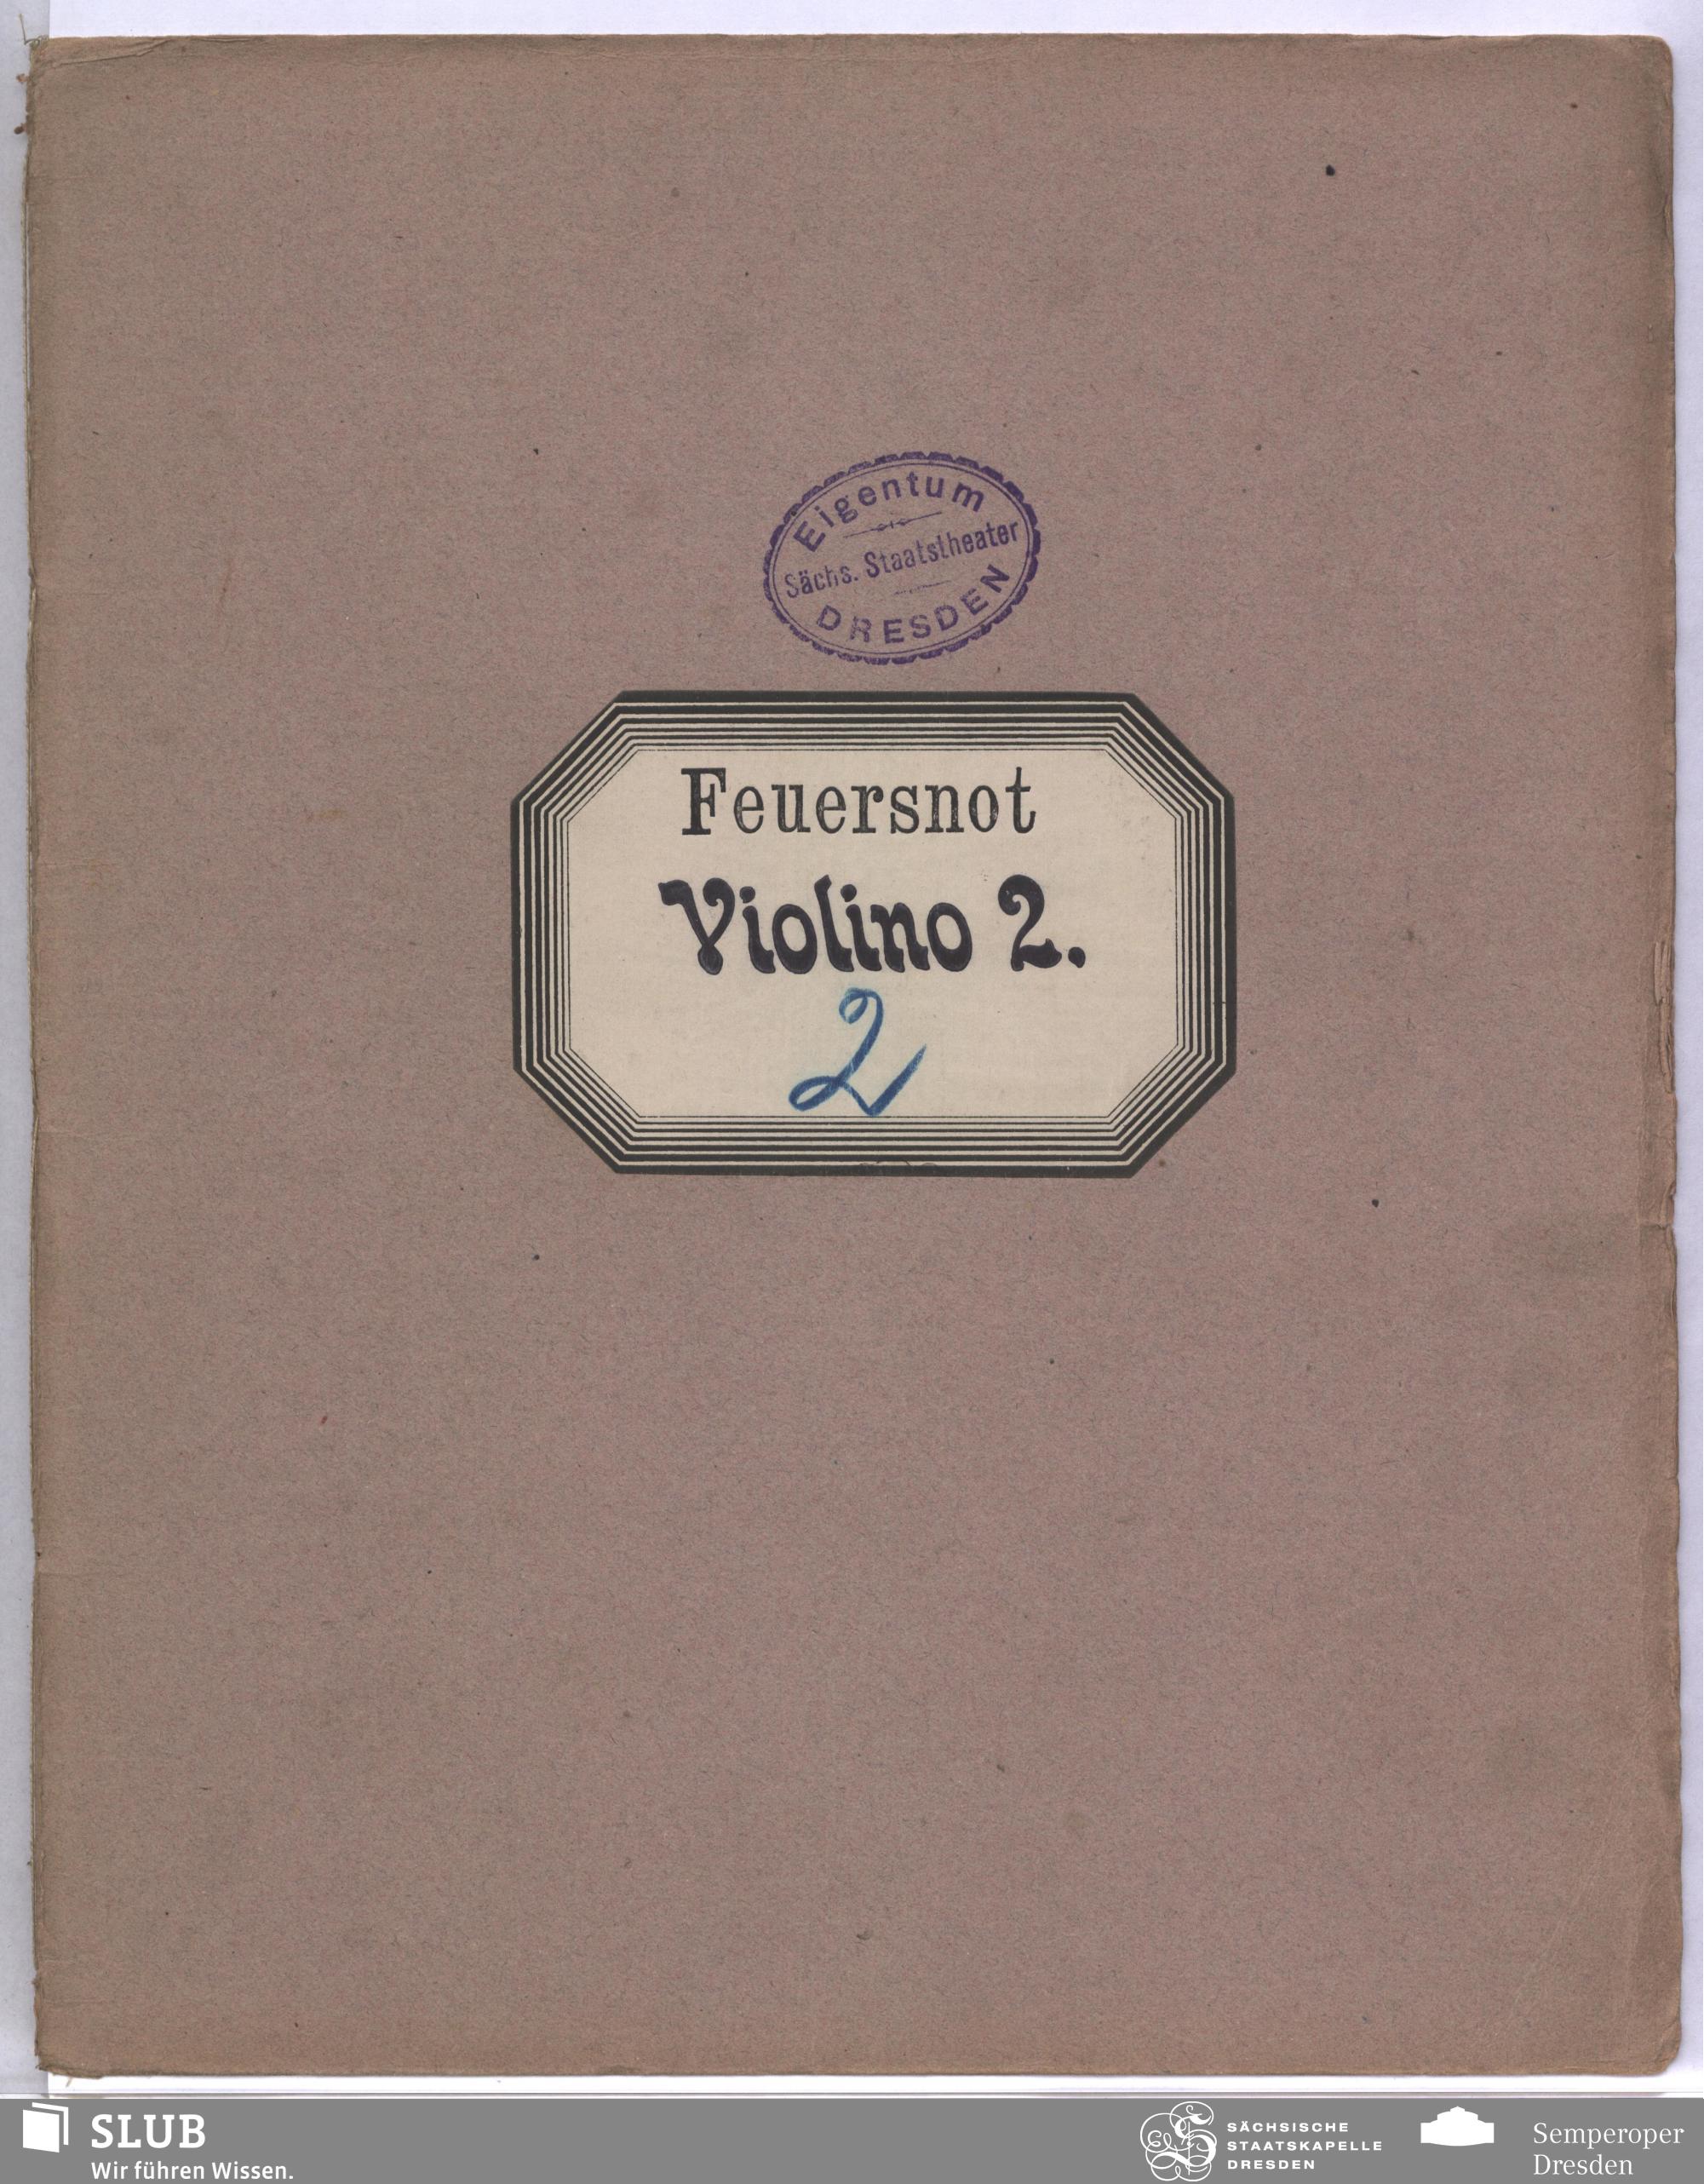 Eigentum
Sächs. Staatstheater
DRESDEN
Feuersnot
Violino 2.
2
SLUB
Wir führen Wissen.
SÄCHSISCHE
STAATSKAPELLE
DRESDEN
Semperoper
Dresden